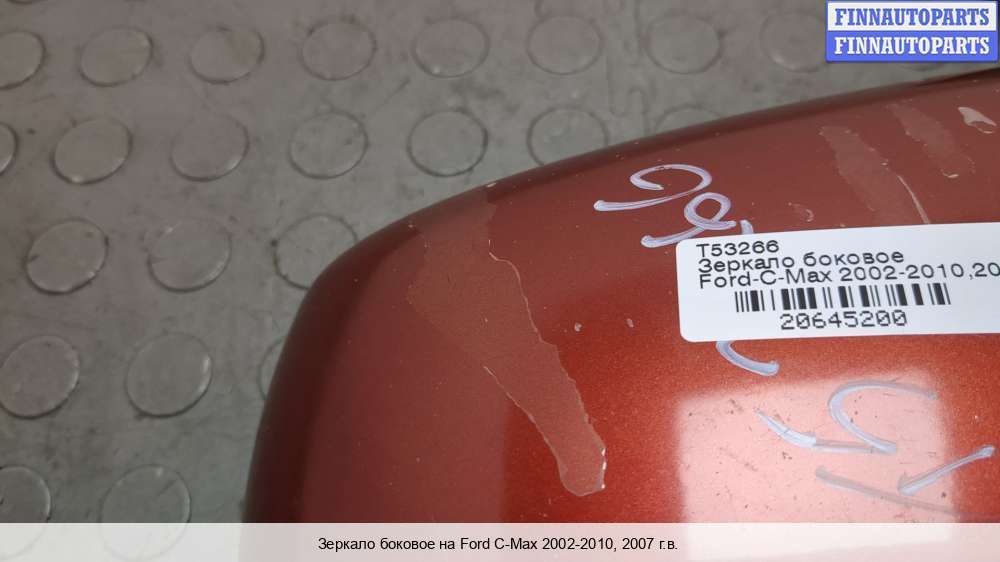 FINNAUTOPARTS
FINNAUTOPARTS
T53266
Зеркало боковое
Ford-C-Max 2002-2010,20
20645200
Зеркало боковое на Ford C-Max 2002-2010, 2007 г.в.